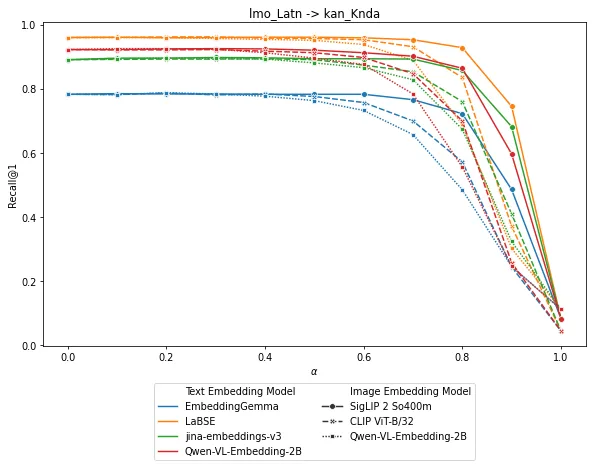 lmo_Latn -> kan_Knda
1.0
0.8
0.6
0.4
0.2
0.0
Recall@1
0.0 0.2 0.4 0.6 0.8 1.0
α
Text Embedding Model Image Embedding Model
EmbeddingGemma SigLIP 2 So400m
LaBSE CLIP ViT-B/32
jina-embeddings-v3 Qwen-VL-Embedding-2B
Qwen-VL-Embedding-2B